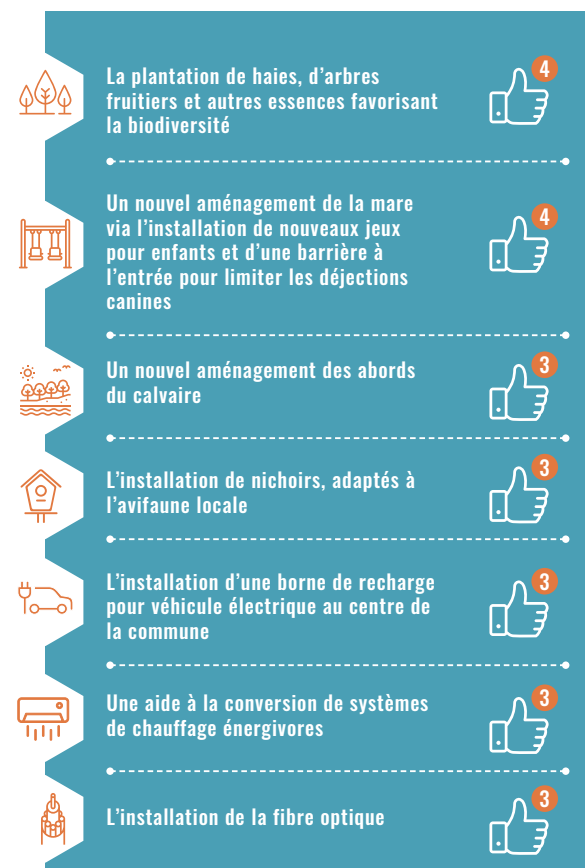 La plantation de haies, d'arbres
fruitiers et autres essences favorisant
la biodiversité
4
Un nouvel aménagement de la mare
via l'installation de nouveaux jeux
pour enfants et d'une barrière à
l'entrée pour limiter les déjections
canines
4
Un nouvel aménagement des abords
du calvaire
3
L'installation de nichoirs, adaptés à
l'avifaune locale
3
L'installation d'une borne de recharge
pour véhicule électrique au centre de
la commune
3
Une aide à la conversion de systèmes
de chauffage énergivores
3
L'installation de la fibre optique
3